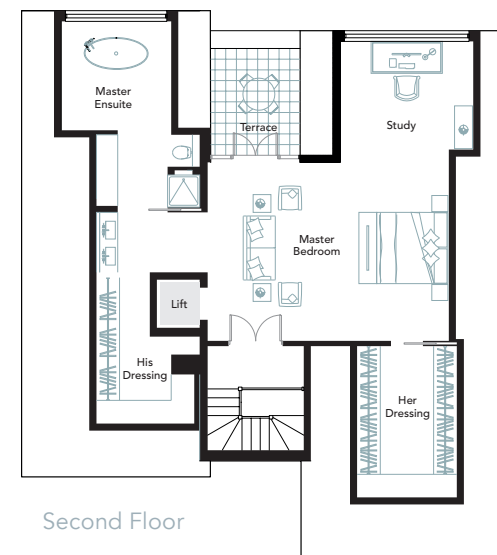 Master
Ensuite
Terrace
Study
Master
Bedroom
Lift
His
Dressing
Her
Dressing
Second Floor